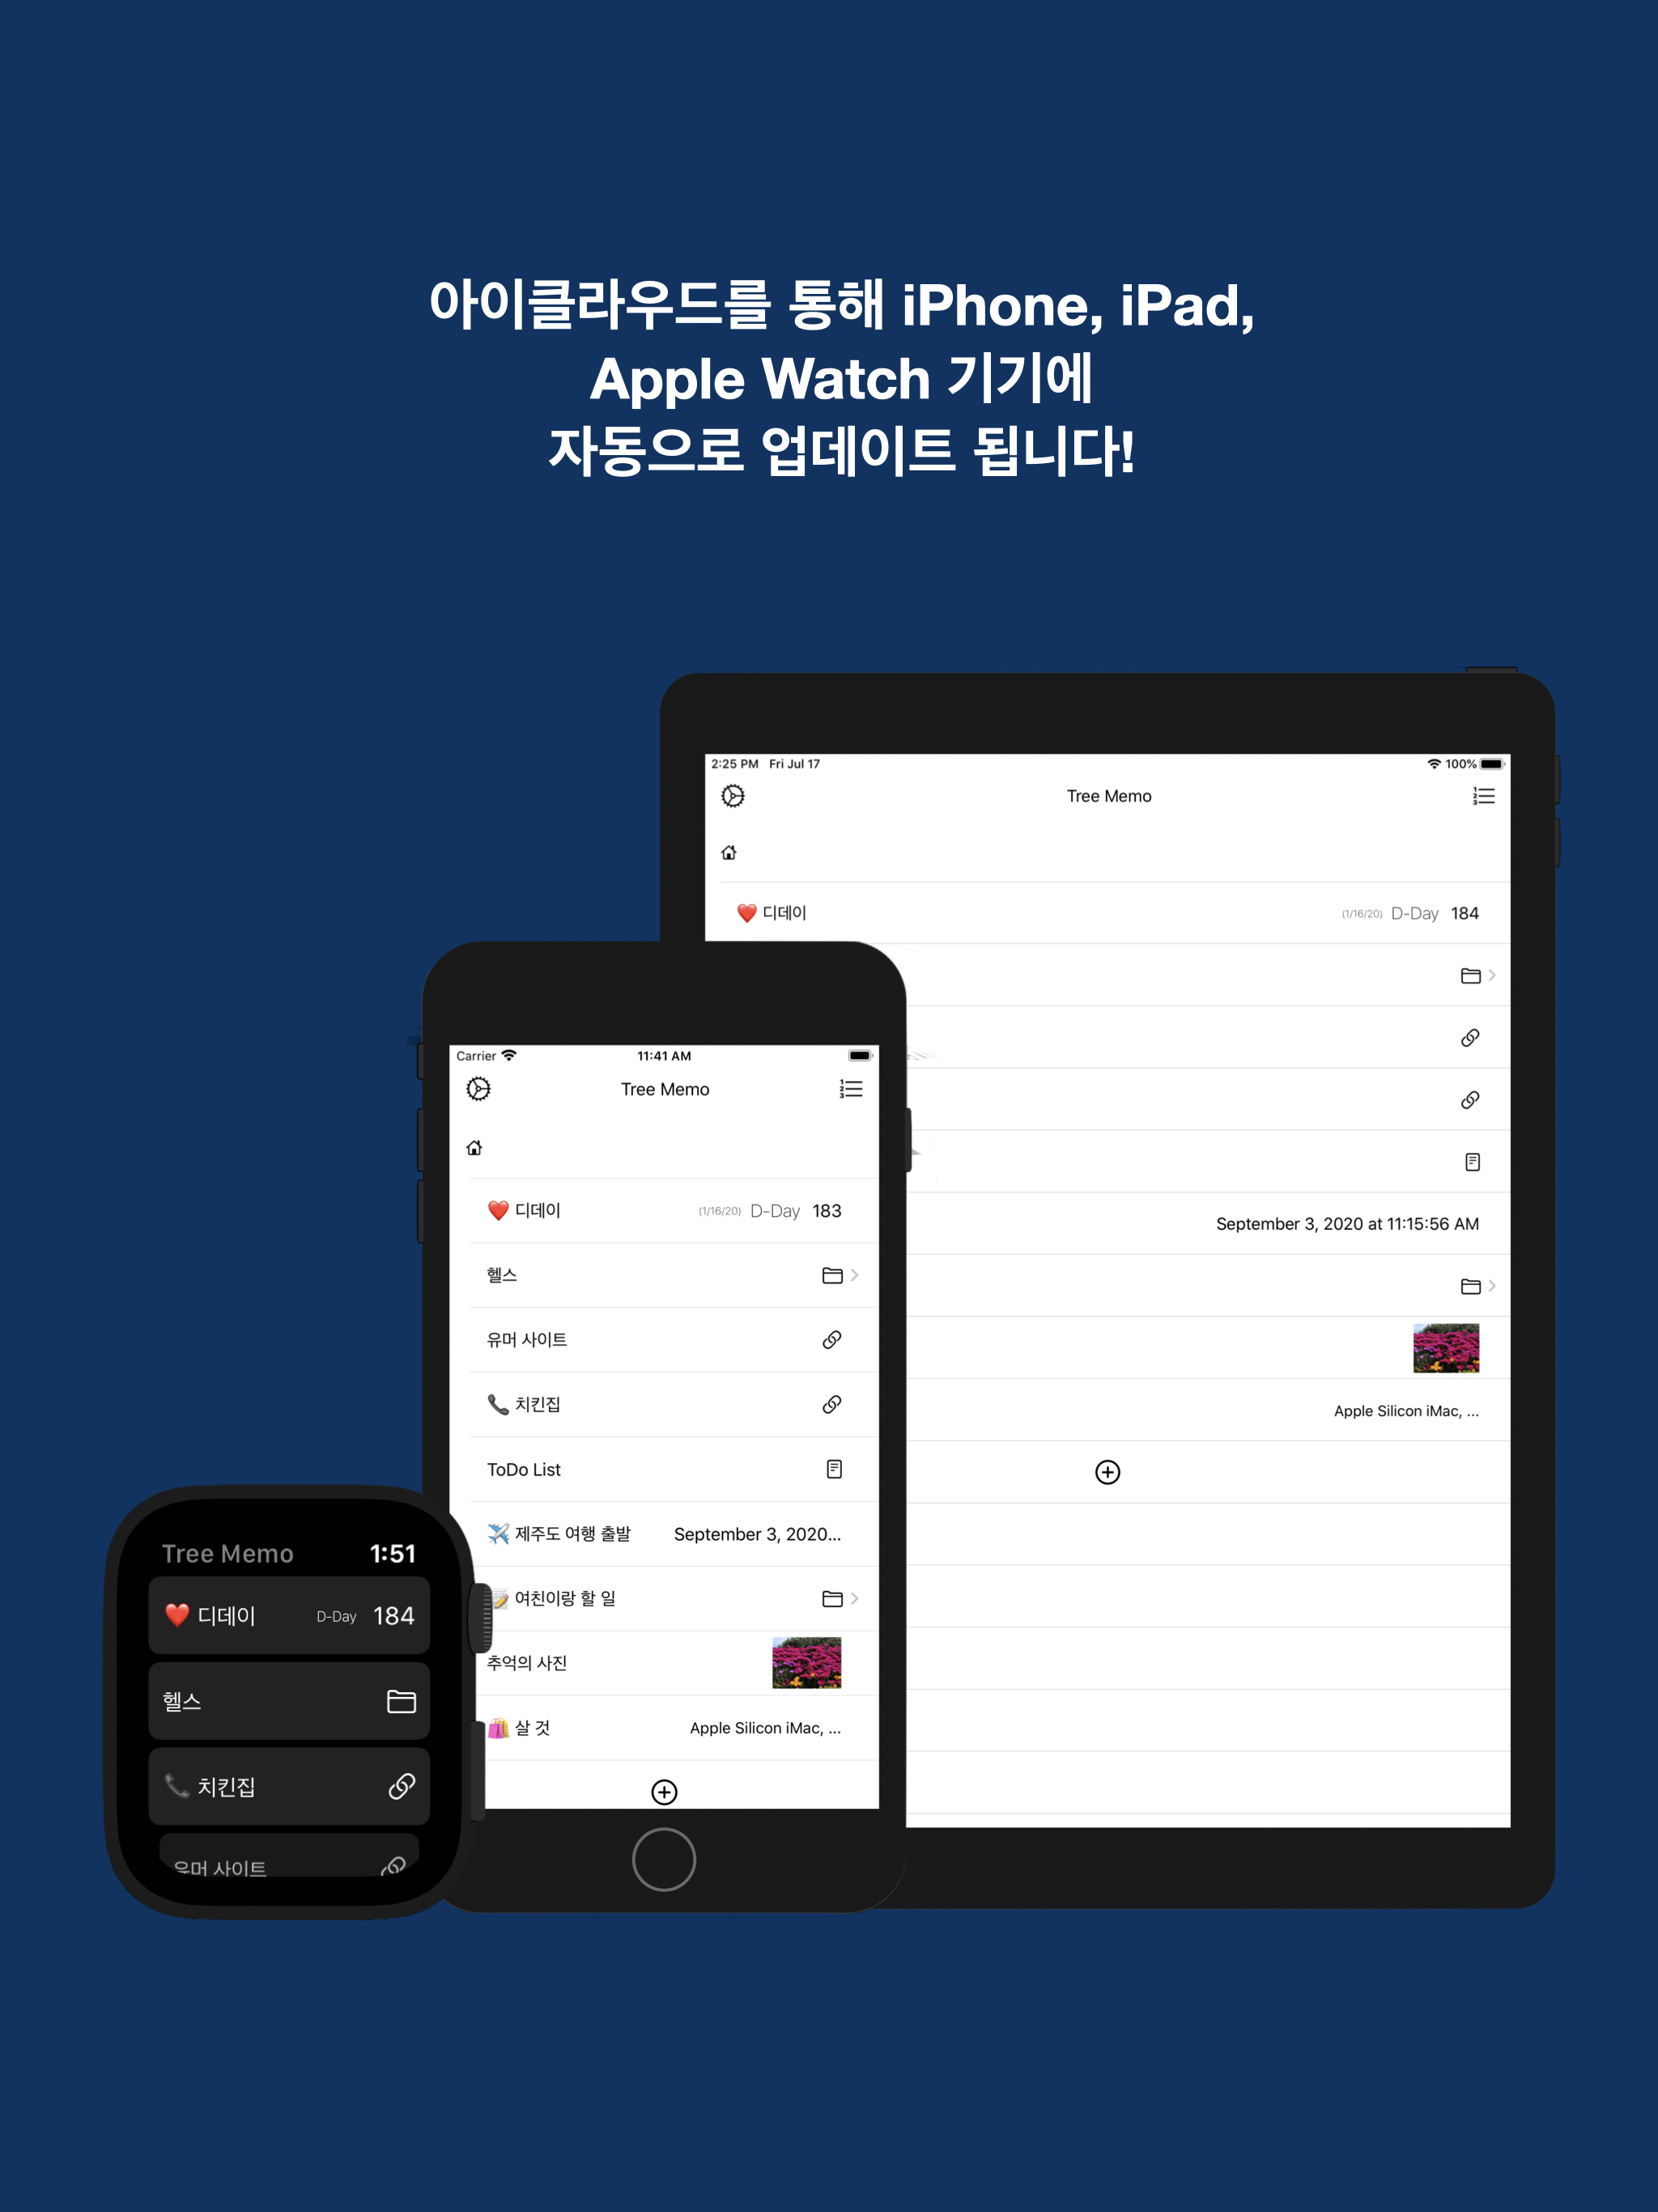 아이클라우드를 통해 iPhone, iPad,
Apple Watch 기기에
자동으로 업데이트 됩니다!
2:25 PM Fri Jul 17 100%
Tree Memo
❤️ 디데이 (1/16/20) D-Day 184
September 3, 2020 at 11:15:56 AM
Apple Silicon iMac, ...
Carrier 11:41 AM
Tree Memo
❤️ 디데이 (1/16/20) D-Day 183
헬스
유머 사이트
📞 치킨집
ToDo List
✈️ 제주도 여행 출발 September 3, 2020...
📝 여친이랑 할 일
추억의 사진
🛍️ 살 것 Apple Silicon iMac, ...
Tree Memo 1:51
❤️ 디데이 D-Day 184
헬스
📞 치킨집
유머 사이트